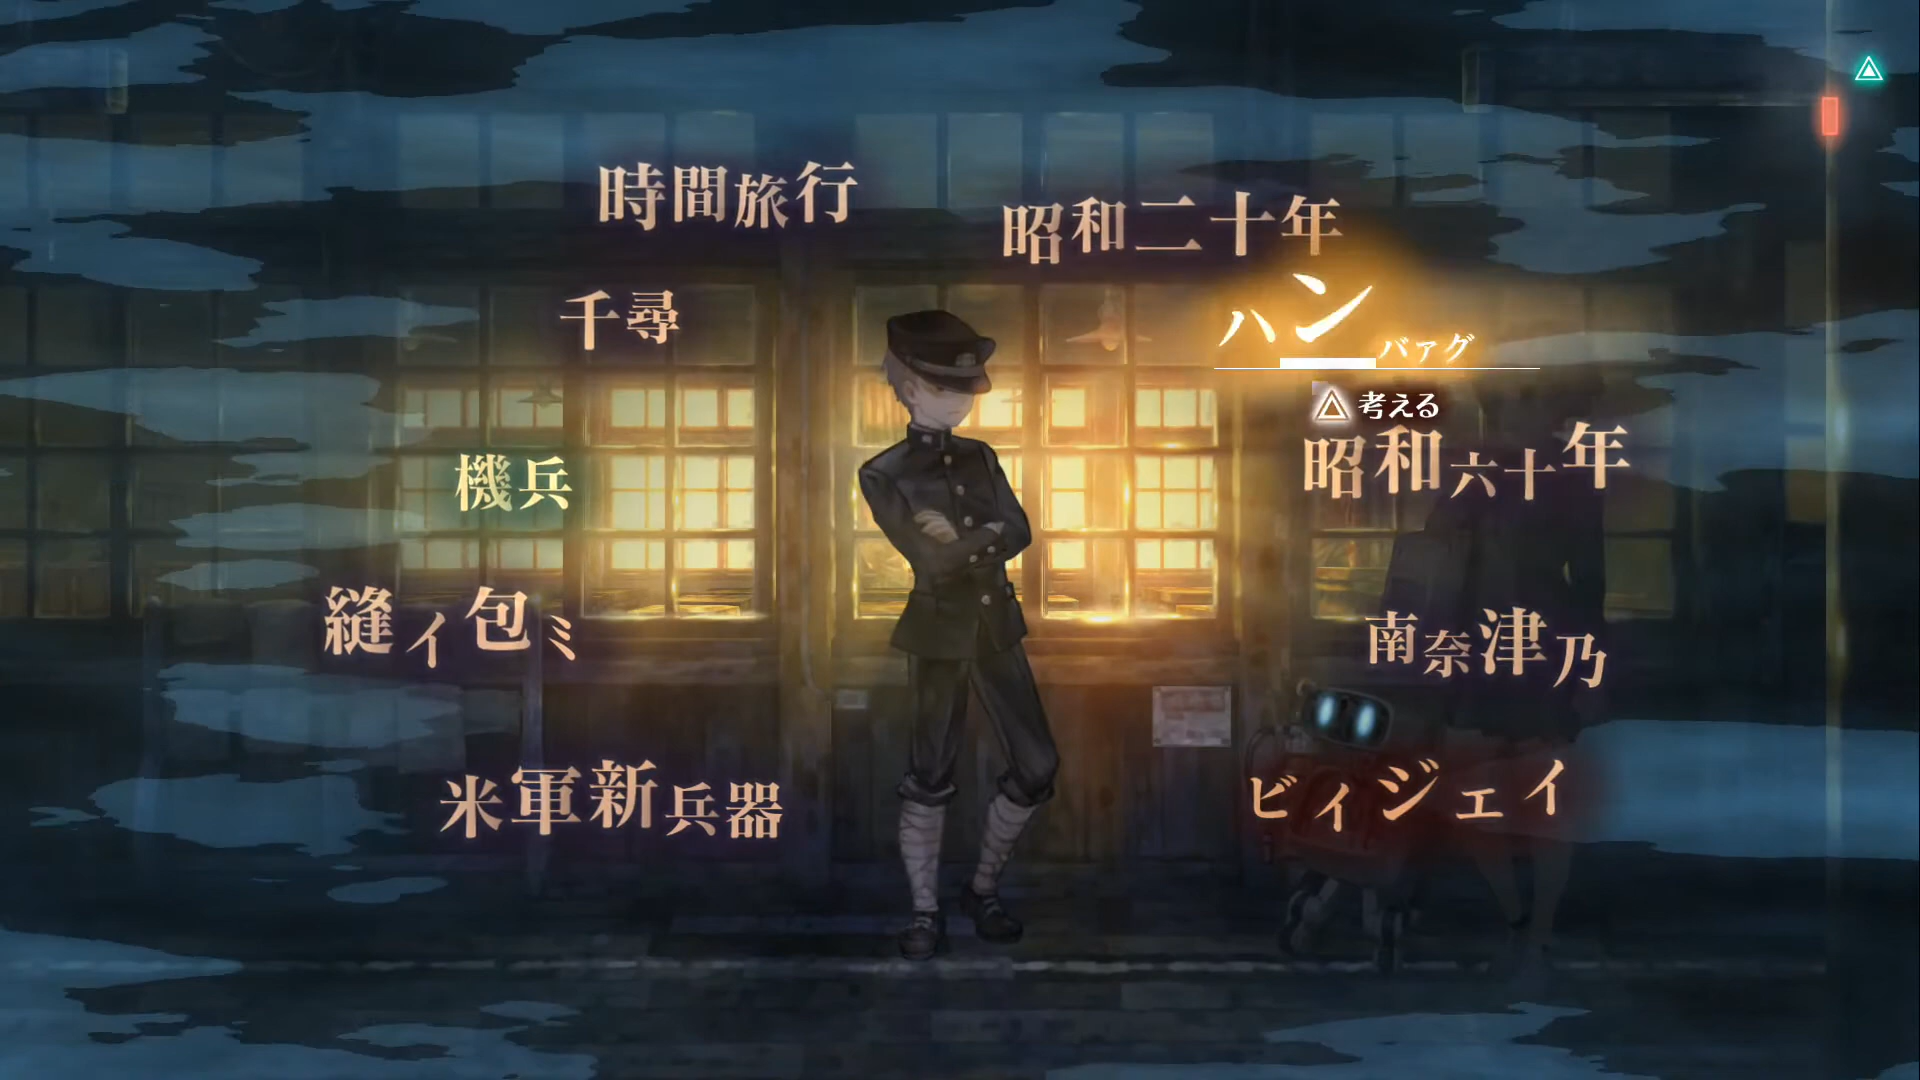 時間旅行
昭和二十年
千尋
ハンバァグ
考える
機兵
昭和六十年
縫イ包ミ
南奈津乃
米軍新兵器
ビィジェイ